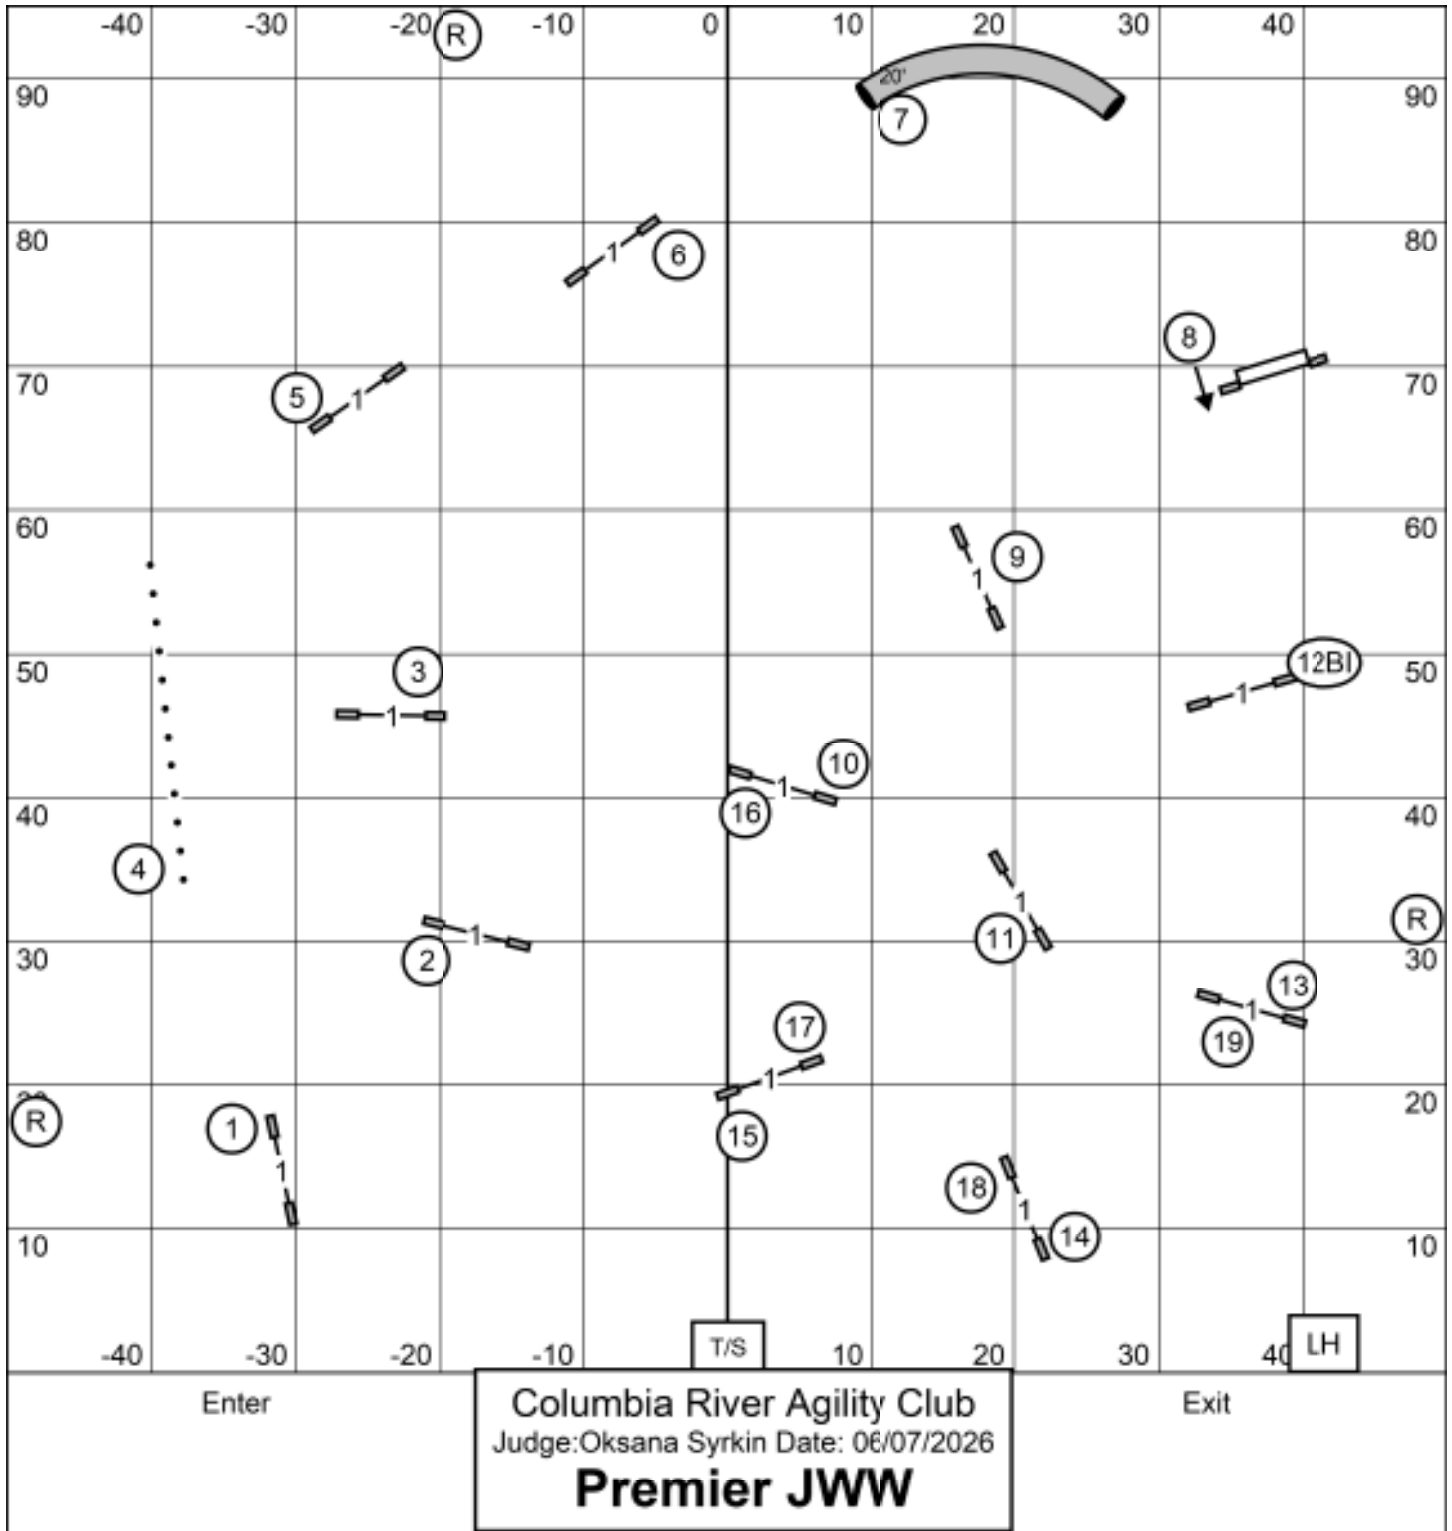 -40 -30 -20 R -10 0 10 20 30 40
20'
90 7 90
80 6 80
8
70 5 1 70
60 9 60
1
50 3 12BI 50
1 1
10
1
40 16 40
4
1
R
30 2 1 11 30
13
17 1
19
20 1 20
R 1 15
1
18
1
10 14 10
-40 -30 -20 -10 T/S 10 20 30 40 LH
Enter Exit
Columbia River Agility Club
Judge:Oksana Syrkin Date: 06/07/2026
Premier JWW